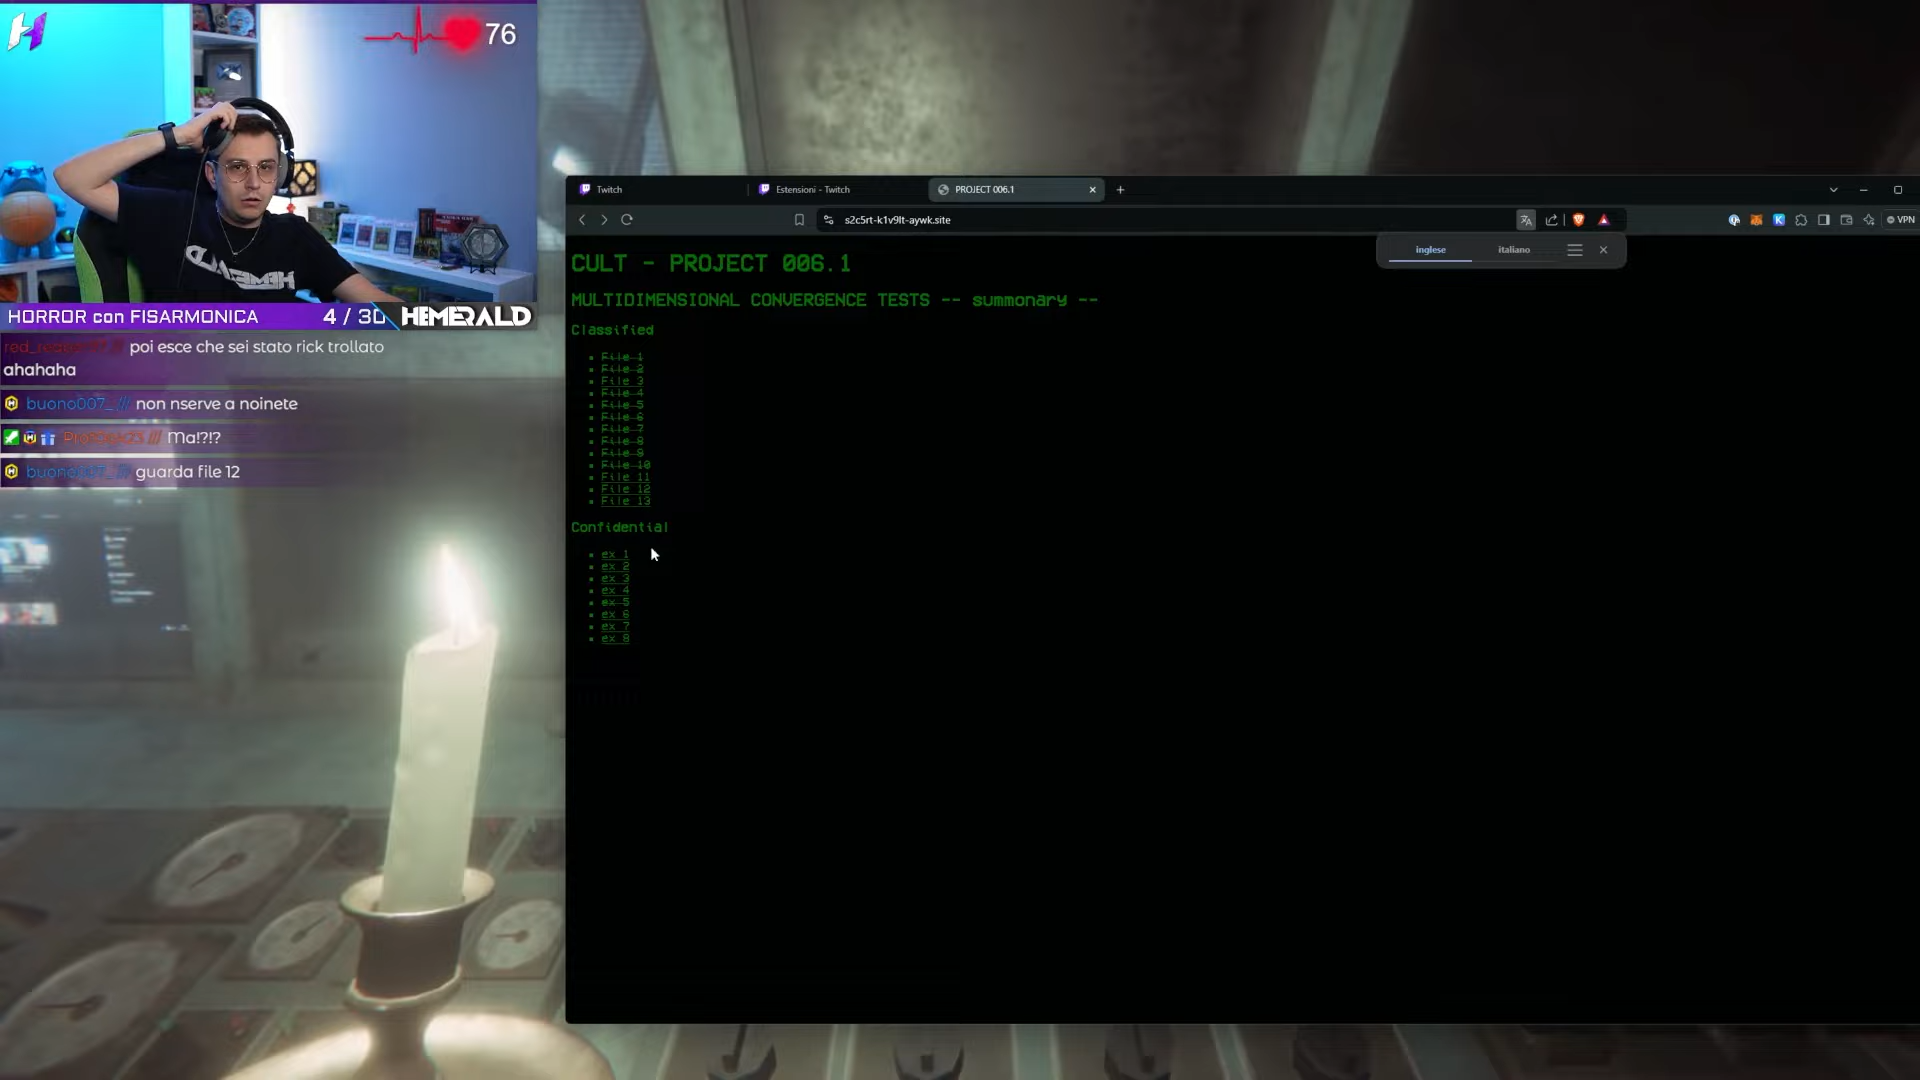 76
HORROR con FISARMONICA 4 / 30 HEMERALD
poi esce che sei stato rick trollato
ahahaha
buono007_ /// non nserve a noinete
/// Ma!?!?
buono007_ /// guarda file 12
HEMERALD
Twitch
Estensioni - Twitch
PROJECT 006.1
s2c5rt-k1v9lt-aywk.site
VPN
inglese
italiano
CULT - PROJECT 006.1
MULTIDIMENSIONAL CONVERGENCE TESTS -- summonary --
Classified
File 1
File 2
File 3
File 4
File 5
File 6
File 7
File 8
File 9
File 10
File 11
File 12
File 13
Confidential
ex 1
ex 2
ex 3
ex 4
ex 5
ex 6
ex 7
ex 8